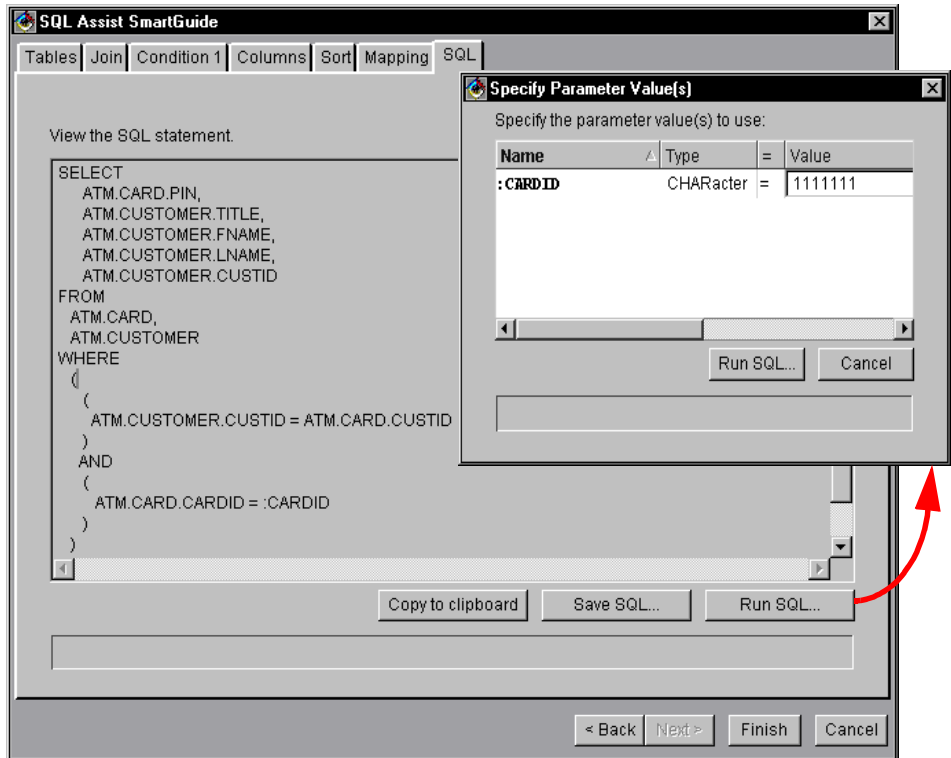 SQL Assist SmartGuide
Tables Join Condition 1 Columns Sort Mapping SQL
View the SQL statement.
SELECT
ATM.CARD.PIN,
ATM.CUSTOMER.TITLE,
ATM.CUSTOMER.FNAME,
ATM.CUSTOMER.LNAME,
ATM.CUSTOMER.CUSTID
FROM
ATM.CARD,
ATM.CUSTOMER
WHERE
(
(
ATM.CUSTOMER.CUSTID = ATM.CARD.CUSTID
)
AND
(
ATM.CARD.CARDID = :CARDID
)
)
Copy to clipboard Save SQL... Run SQL...
< Back Next > Finish Cancel
Specify Parameter Value(s)
Specify the parameter value(s) to use:
Name Type = Value
:CARDID CHARacter = 1111111
Run SQL... Cancel